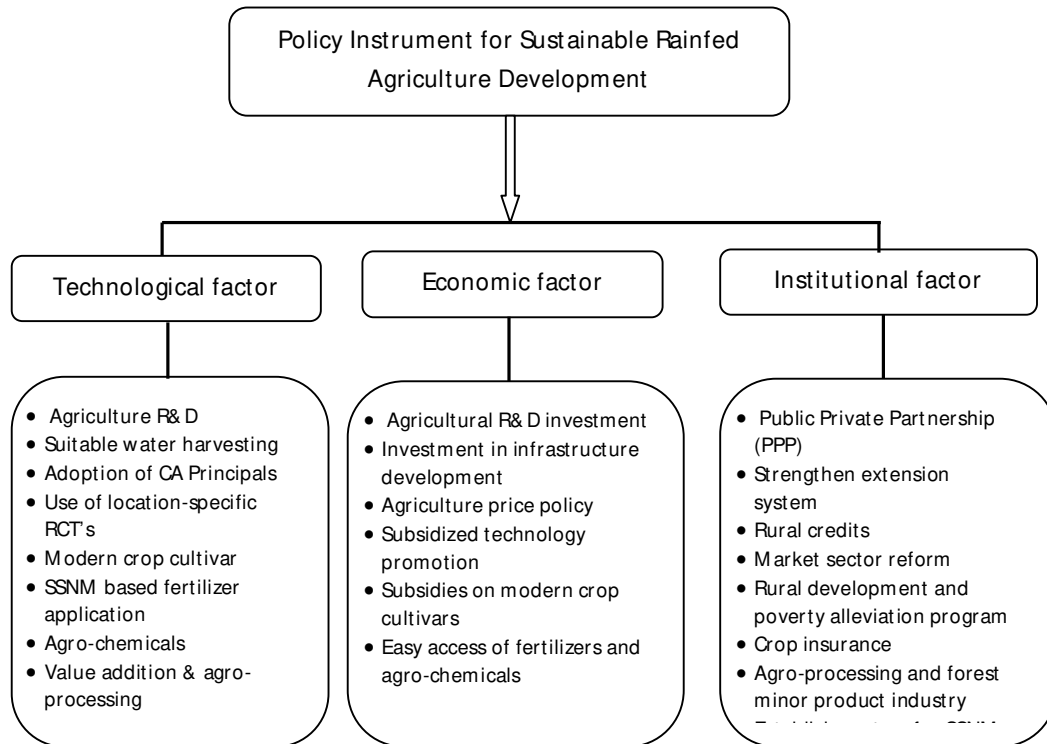 Policy Instrument for Sustainable Rainfed
Agriculture Development
Technological factor
Economic factor
Institutional factor
• Agriculture R&D
• Suitable water harvesting
• Adoption of CA Principals
• Use of location-specific
RCT's
• Modern crop cultivar
• SSNM based fertilizer
application
• Agro-chemicals
• Value addition & agro-
processing
• Agricultural R&D investment
• Investment in infrastructure
development
• Agriculture price policy
• Subsidized technology
promotion
• Subsidies on modern crop
cultivars
• Easy access of fertilizers and
agro-chemicals
• Public Private Partnership
(PPP)
• Strengthen extension
system
• Rural credits
• Market sector reform
• Rural development and
poverty alleviation program
• Crop insurance
• Agro-processing and forest
minor product industry